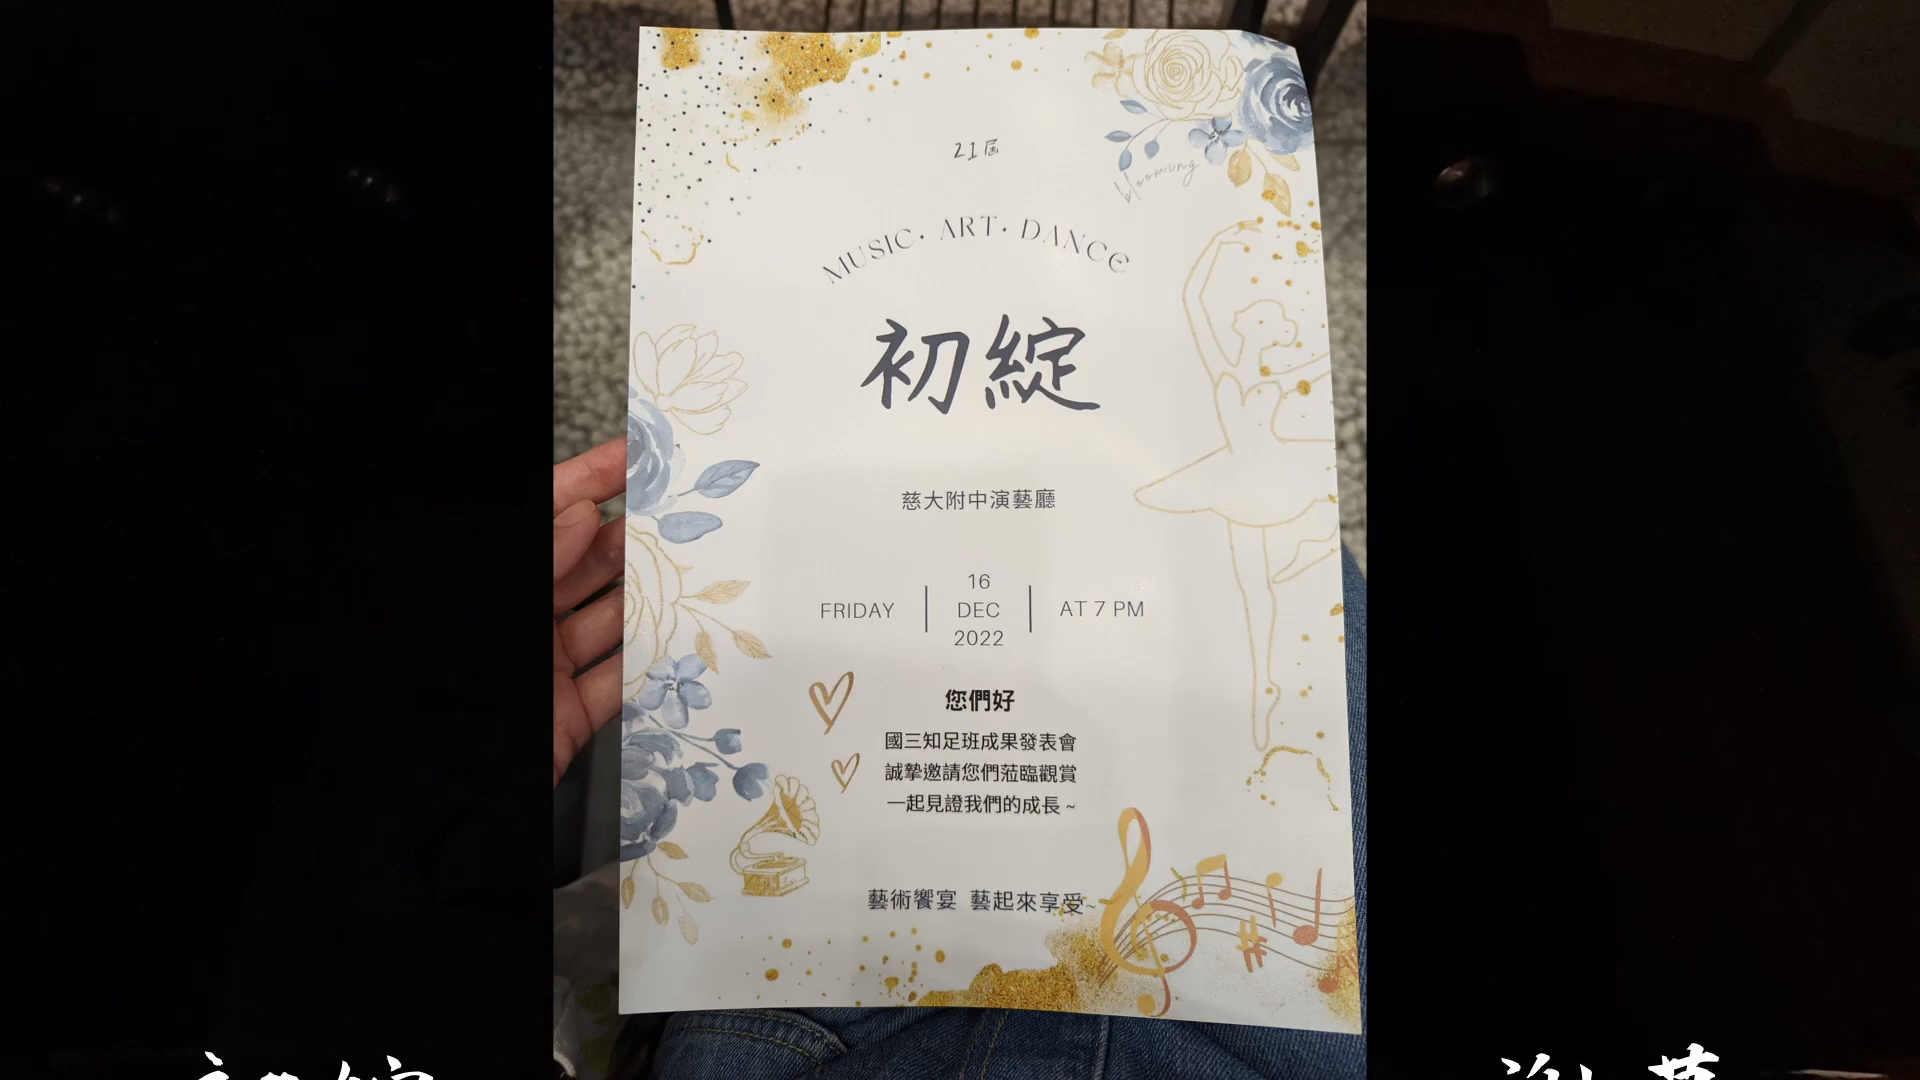 21屆
blooming
MUSIC· ART· DANCE
初綻
慈大附中演藝廳
FRIDAY
16
DEC
2022
AT 7 PM
您們好
國三知足班成果發表會
誠摯邀請您們蒞臨觀賞
一起見證我們的成長~
藝術饗宴 藝起來享受~